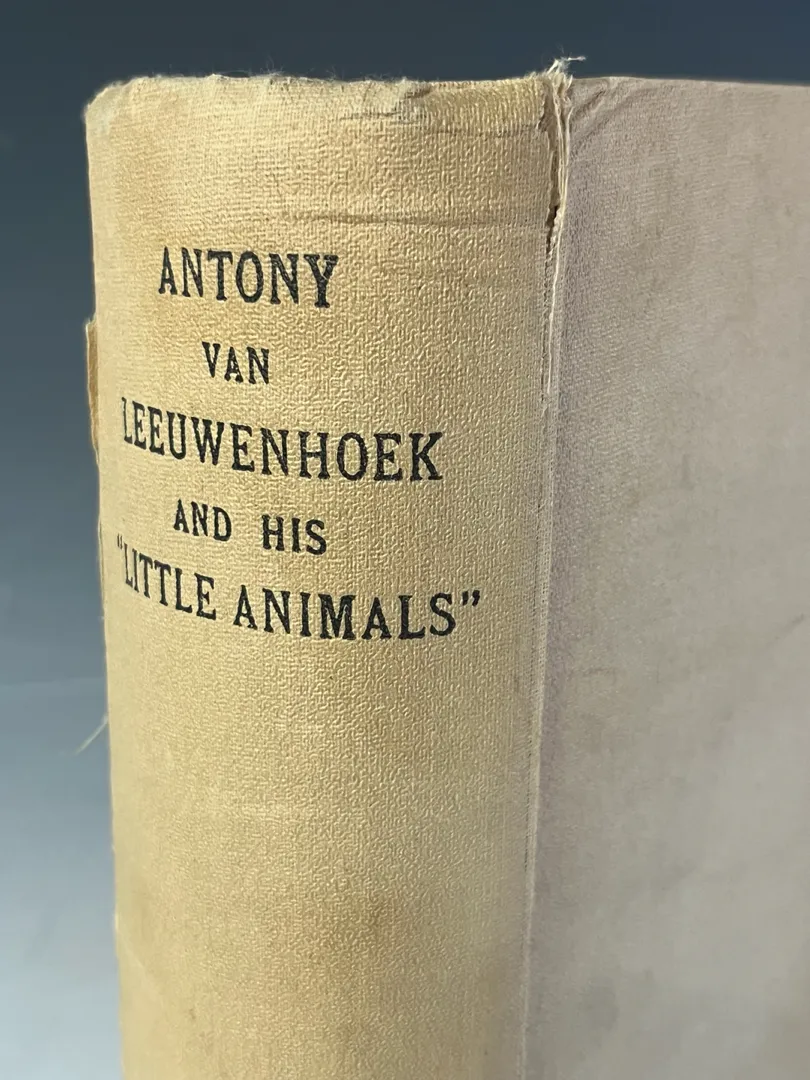 ANTONY
VAN
LEEUWENHOEK
AND HIS
“LITTLE ANIMALS”